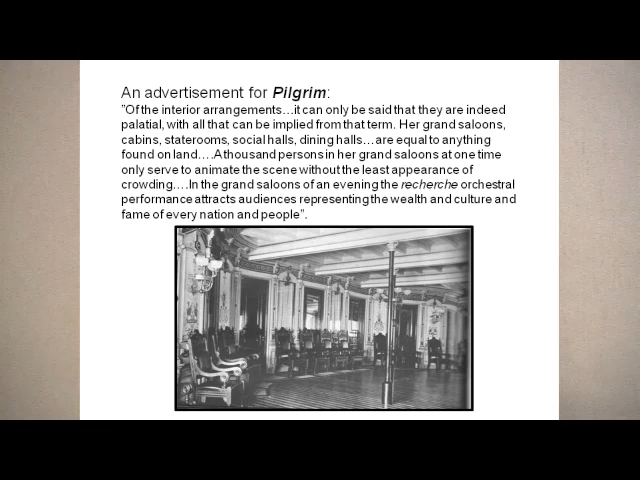 An advertisement for Pilgrim:
"Of the interior arrangements…it can only be said that they are indeed
palatial, with all that can be implied from that term. Her grand saloons,
cabins, staterooms, social halls, dining halls…are equal to anything
found on land….A thousand persons in her grand saloons at one time
only serve to animate the scene without the least appearance of
crowding….In the grand saloons of an evening the recherche orchestral
performance attracts audiences representing the wealth and culture and
fame of every nation and people".